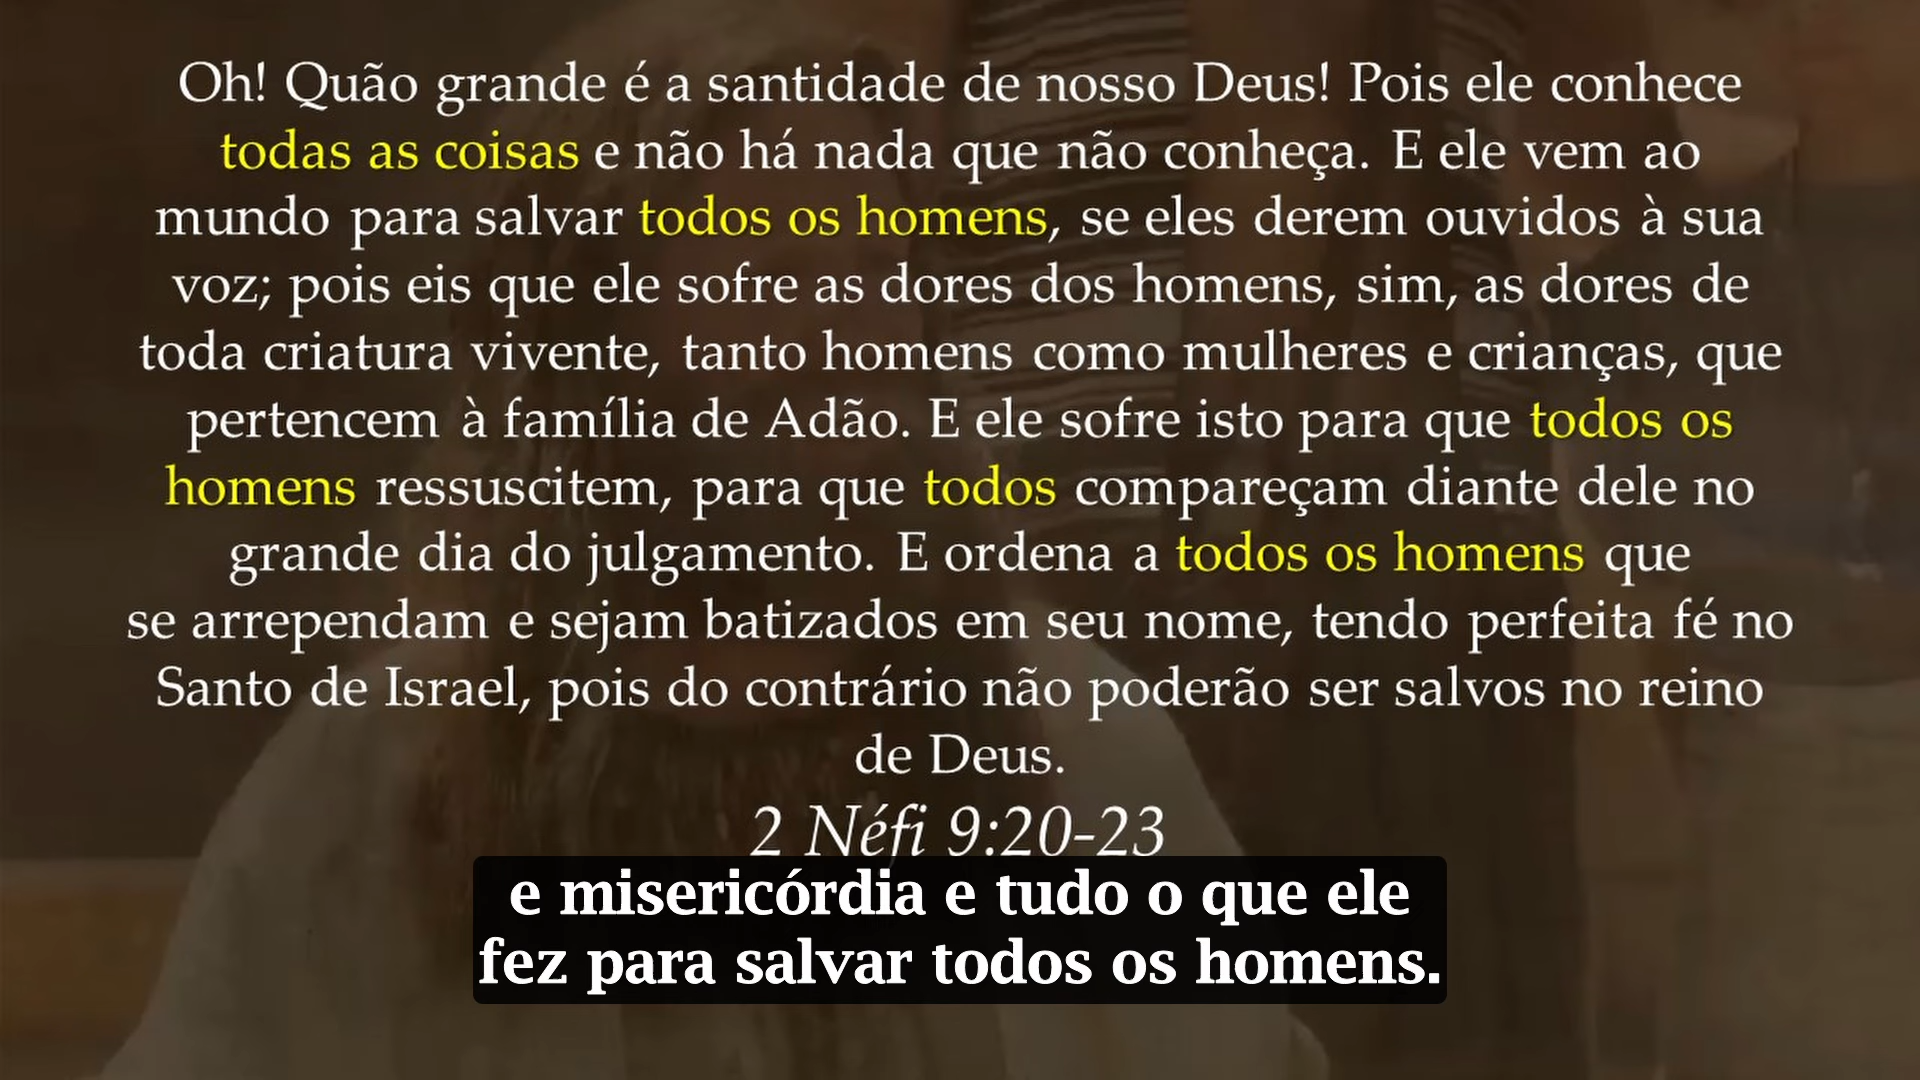 Oh! Quão grande é a santidade de nosso Deus! Pois ele conhece
todas as coisas e não há nada que não conheça. E ele vem ao
mundo para salvar todos os homens, se eles derem ouvidos à sua
voz; pois eis que ele sofre as dores dos homens, sim, as dores de
toda criatura vivente, tanto homens como mulheres e crianças, que
pertencem à família de Adão. E ele sofre isto para que todos os
homens ressuscitem, para que todos compareçam diante dele no
grande dia do julgamento. E ordena a todos os homens que
se arrependam e sejam batizados em seu nome, tendo perfeita fé no
Santo de Israel, pois do contrário não poderão ser salvos no reino
de Deus.
2 Néfi 9:20-23
e misericórdia e tudo o que ele
fez para salvar todos os homens.